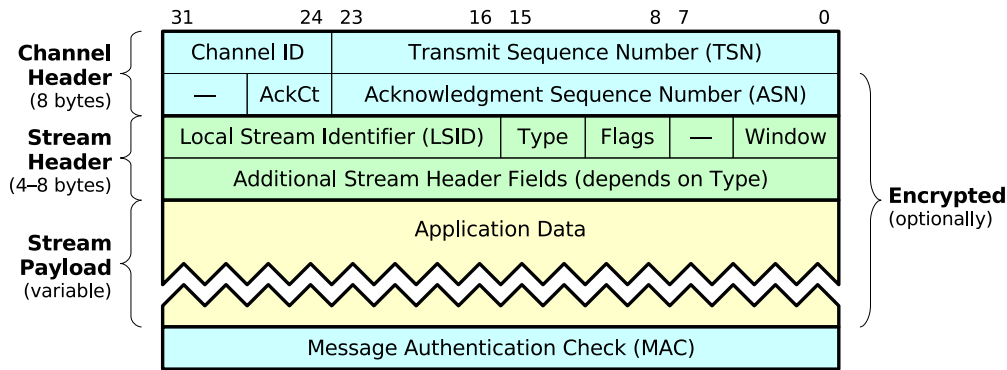 31 24 23 16 15 8 7 0
Channel Header (8 bytes)
Channel ID Transmit Sequence Number (TSN)
— AckCt Acknowledgment Sequence Number (ASN)
Stream Header (4–8 bytes)
Local Stream Identifier (LSID) Type Flags — Window
Additional Stream Header Fields (depends on Type)
Encrypted (optionally)
Stream Payload (variable)
Application Data
Message Authentication Check (MAC)